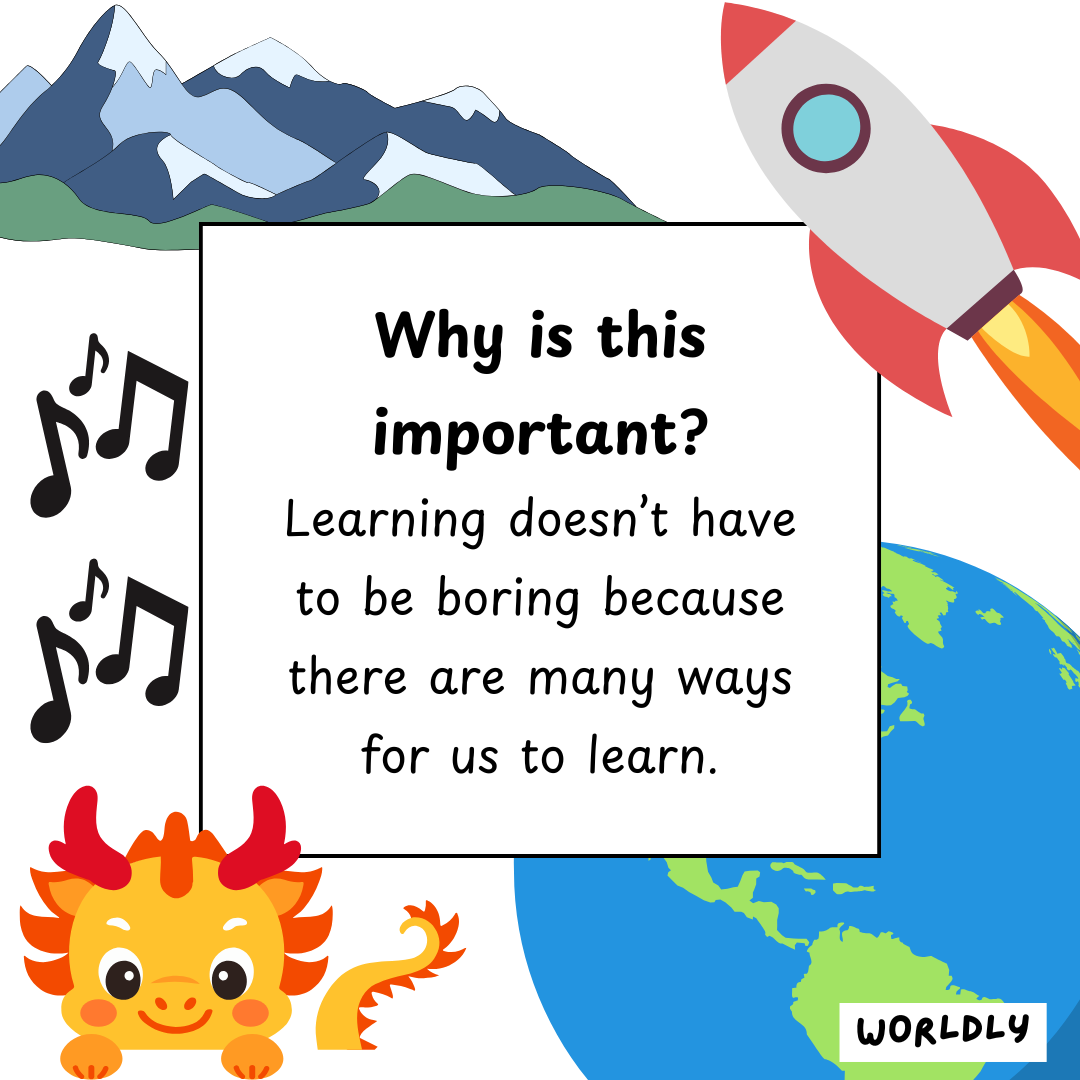 Why is this
important?
Learning doesn't have
to be boring because
there are many ways
for us to learn.
WORLDLY